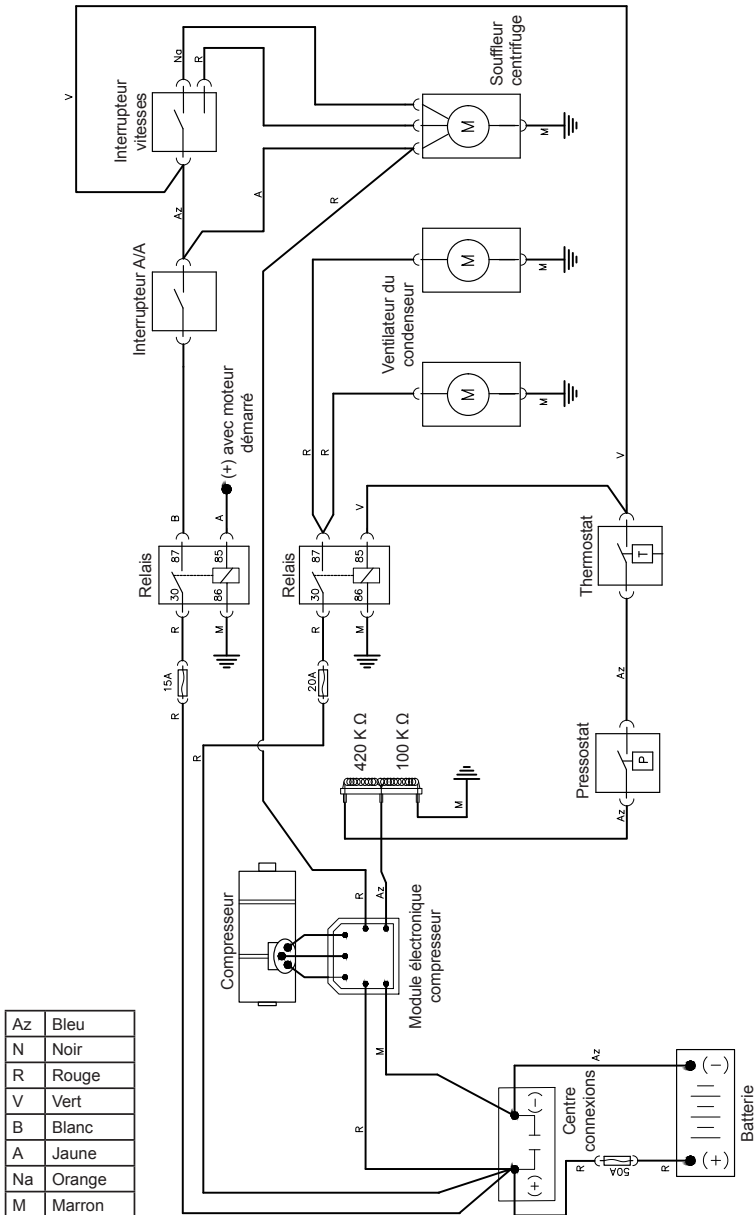 V
Na
R
Interrupteur
vitesses
Souffleur
centrifuge
M
M
Az
A
R
Interrupteur A/A
Ventilateur du
condenseur
M
M
M
M
B
A
(+) avec moteur
démarré
R
R
V
V
Relais
87
85
30
86
R
M
Relais
87
85
30
86
R
M
Thermostat
T
15A
R
20A
R
Az
420 K Ω
100 K Ω
M
Pressostat
P
Az
Compresseur
R
Az
Module électronique
compresseur
R
M
Centre
connexions
(+)
(-)
Az
R
50A
R
(+)
(-)
Batterie
Az Bleu
N Noir
R Rouge
V Vert
B Blanc
A Jaune
Na Orange
M Marron